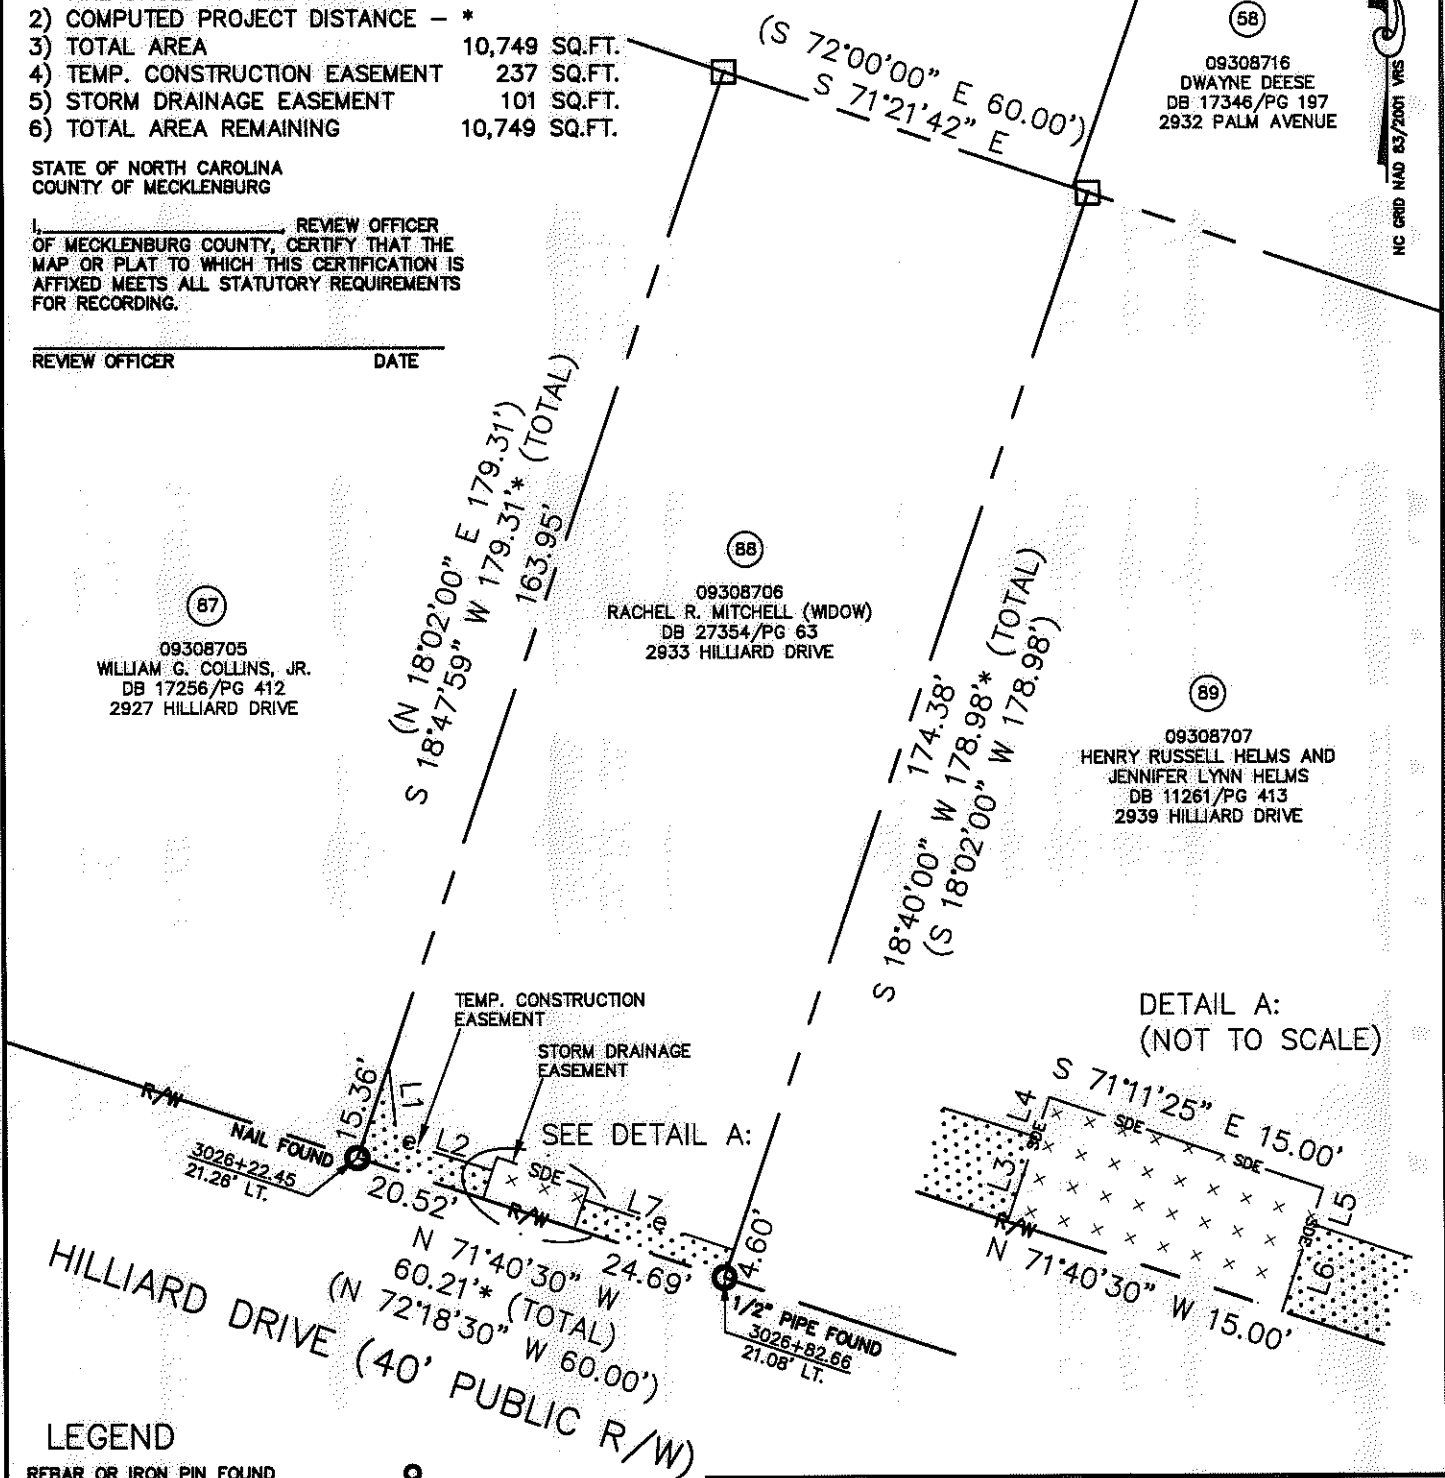 2) COMPUTED PROJECT DISTANCE – *
3) TOTAL AREA 10,749 SQ.FT.
4) TEMP. CONSTRUCTION EASEMENT 237 SQ.FT.
5) STORM DRAINAGE EASEMENT 101 SQ.FT.
6) TOTAL AREA REMAINING 10,749 SQ.FT.
STATE OF NORTH CAROLINA
COUNTY OF MECKLENBURG
I,____________________, REVIEW OFFICER
OF MECKLENBURG COUNTY, CERTIFY THAT THE
MAP OR PLAT TO WHICH THIS CERTIFICATION IS
AFFIXED MEETS ALL STATUTORY REQUIREMENTS
FOR RECORDING.
REVIEW OFFICER DATE
(S 72°00'00" E 60.00')
S 71°21'42" E
58
09308716
DWAYNE DEESE
DB 17346/PG 197
2932 PALM AVENUE
NC GRID NAD 83/2001 VRS
(N 18°02'00" E 179.31')
S 18°47'59" W 179.31'* (TOTAL)
163.95'
87
09308705
WILLIAM G. COLLINS, JR.
DB 17256/PG 412
2927 HILLIARD DRIVE
88
09308706
RACHEL R. MITCHELL (WIDOW)
DB 27354/PG 63
2933 HILLIARD DRIVE
174.38'
S 18°40'00" W 178.98'* (TOTAL)
(S 18°02'00" W 178.98')
89
09308707
HENRY RUSSELL HELMS AND
JENNIFER LYNN HELMS
DB 11261/PG 413
2939 HILLIARD DRIVE
TEMP. CONSTRUCTION
EASEMENT
STORM DRAINAGE
EASEMENT
SEE DETAIL A:
R/W
NAIL FOUND
3026+22.45
21.26' LT.
15.36'
L1
e
L2
SDE
R/W
L7
e
20.52'
24.69'
4.60'
N 71°40'30" W
60.21'* (TOTAL)
(N 72°18'30" W 60.00')
1/2" PIPE FOUND
3026+82.66
21.08' LT.
HILLIARD DRIVE (40' PUBLIC R/W)
DETAIL A:
(NOT TO SCALE)
S 71°11'25" E 15.00'
L4
SDE
SDE
SDE
L3
L5
SDE
L6
R/W
N 71°40'30" W 15.00'
LEGEND
REBAR OR IRON PIN FOUND